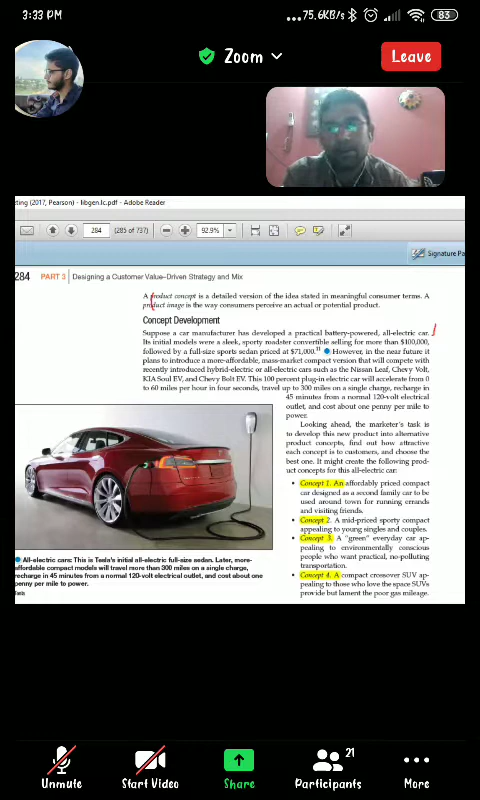 3:33 PM
...75.6KB/s
83
Zoom
Leave
eting (2017, Pearson) - libgen.lc.pdf - Adobe Reader
284
(285 of 737)
92.9%
Signature Pa
284 PART 3 | Designing a Customer Value–Driven Strategy and Mix
A product concept is a detailed version of the idea stated in meaningful consumer terms. A
product image is the way consumers perceive an actual or potential product.
Concept Development
Suppose a car manufacturer has developed a practical battery-powered, all-electric car.
Its initial models were a sleek, sporty roadster convertible selling for more than $100,000,
followed by a full-size sports sedan priced at $71,000.11 However, in the near future it
plans to introduce a more-affordable, mass-market compact version that will compete with
recently introduced hybrid-electric or all-electric cars such as the Nissan Leaf, Chevy Volt,
KIA Soul EV, and Chevy Bolt EV. This 100 percent plug-in electric car will accelerate from 0
to 60 miles per hour in four seconds, travel up to 300 miles on a single charge, recharge in
45 minutes from a normal 120-volt electrical
outlet, and cost about one penny per mile to
power.
Looking ahead, the marketer's task is
to develop this new product into alternative
product concepts, find out how attractive
each concept is to customers, and choose the
best one. It might create the following prod-
uct concepts for this all-electric car:
• Concept 1. An affordably priced compact
car designed as a second family car to be
used around town for running errands
and visiting friends.
• Concept 2. A mid-priced sporty compact
appealing to young singles and couples.
• Concept 3. A "green" everyday car ap-
pealing to environmentally conscious
people who want practical, no-polluting
transportation.
• Concept 4. A compact crossover SUV ap-
pealing to those who love the space SUVs
provide but lament the poor gas mileage.
All-electric cars: This is Tesla's initial all-electric full-size sedan. Later, more-
affordable compact models will travel more than 300 miles on a single charge,
recharge in 45 minutes from a normal 120-volt electrical outlet, and cost about one
penny per mile to power.
Tesla
Unmute
Start Video
Share
Participants
21
More